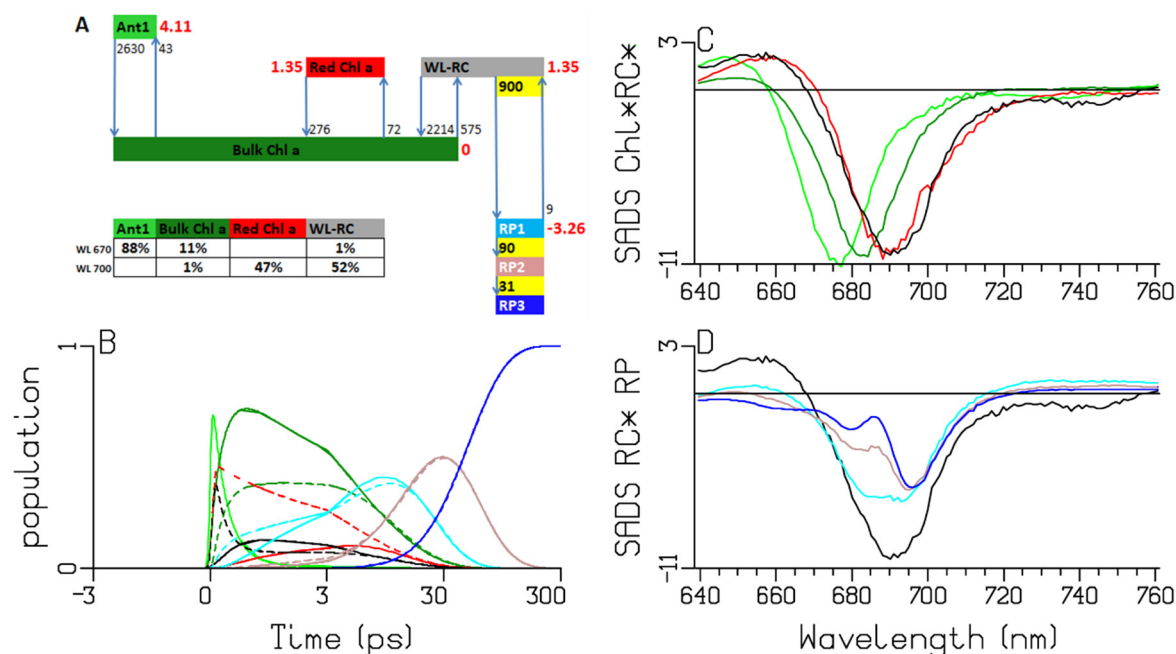 A
Ant1 4.11
2630 43
1.35 Red Chl a
WL-RC 1.35
900
276 72 2214 575
Bulk Chl a 0
9
RP1 -3.26
90
RP2
31
RP3
Ant1 Bulk Chl a Red Chl a WL-RC
WL 670 88% 11% 1%
WL 700 1% 47% 52%
B
1
0
population
-3 0 3 30 300
Time (ps)
C
3
-11
SADS Chl*RC*
640 660 680 700 720 740 760
D
3
-11
SADS RC* RP
640 660 680 700 720 740 760
Wavelength (nm)